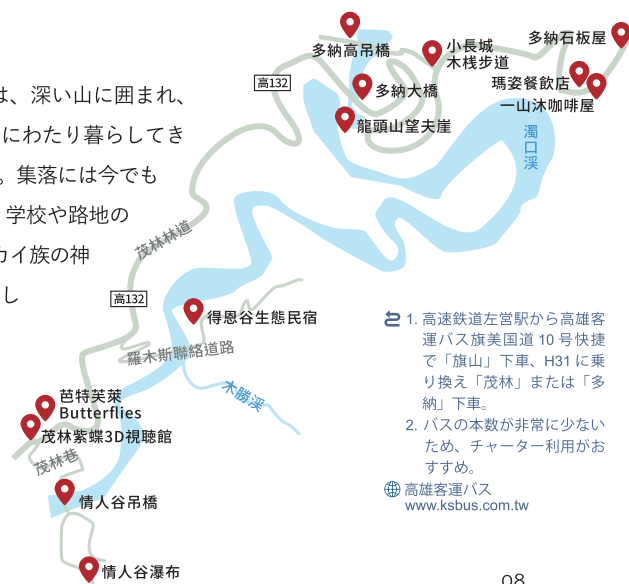 は、深い山に囲まれ、
にわたり暮らしてき
。集落には今でも
学校や路地の
カイ族の神
し
多納高吊橋
小長城
木桟步道
多納石板屋
高132
多納大橋
瑪姿餐飲店
一山沐咖啡屋
龍頭山望夫崖
濁口渓
茂林林道
高132
得恩谷生態民宿
羅木斯聯絡道路
木勝渓
芭特芙萊
Butterflies
茂林紫蝶3D視聴館
茂林巷
情人谷吊橋
情人谷瀑布
1. 高速鉄道左営駅から高雄客
運バス旗美国道 10 号快捷
で「旗山」下車、H31 に乗
り換え「茂林」または「多
納」下車。
2. バスの本数が非常に少ない
ため、チャーター利用がお
すすめ。
高雄客運バス
www.ksbus.com.tw
08